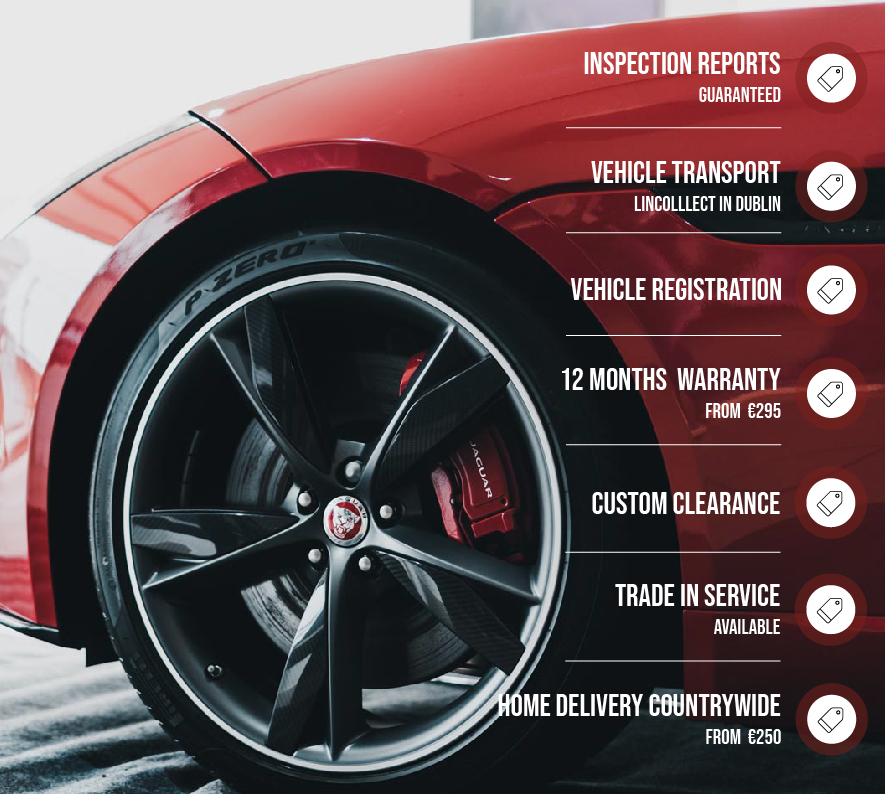 INSPECTION REPORTS
GUARANTEED
VEHICLE TRANSPORT
LINCOLLLECT IN DUBLIN
P ZERO
VEHICLE REGISTRATION
12 MONTHS WARRANTY
FROM €295
JAGUAR
CUSTOM CLEARANCE
TRADE IN SERVICE
AVAILABLE
HOME DELIVERY COUNTRYWIDE
FROM €250